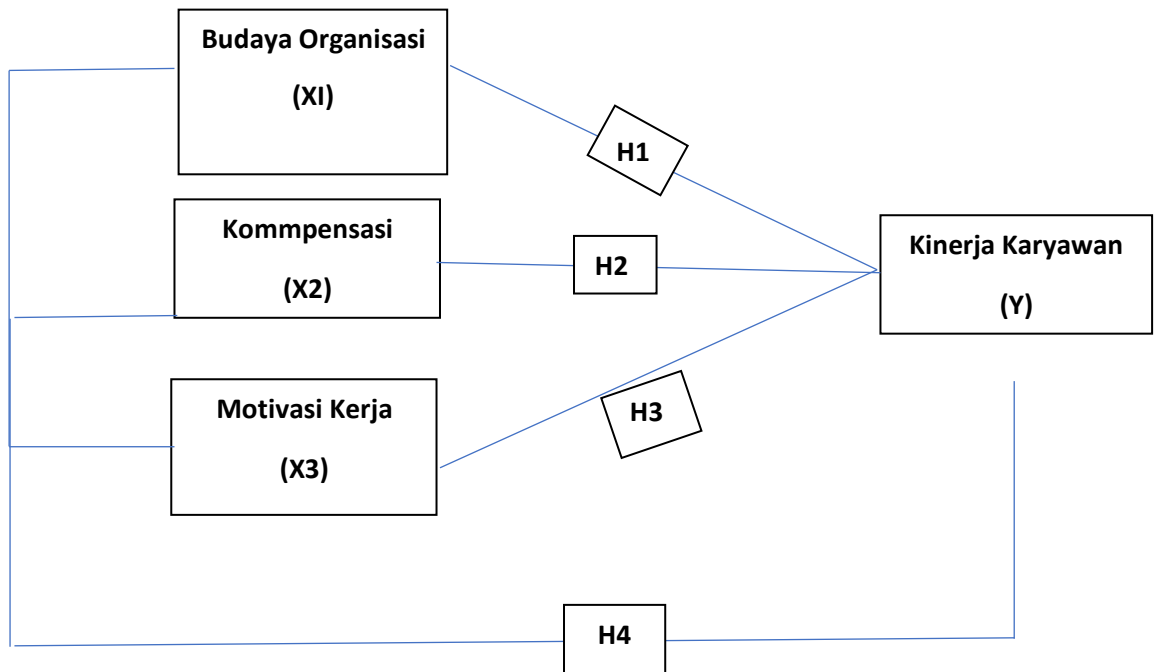 Budaya Organisasi
(XI)
H1
Kommpensasi
(X2)
H2
Kinerja Karyawan
(Y)
Motivasi Kerja
(X3)
H3
H4